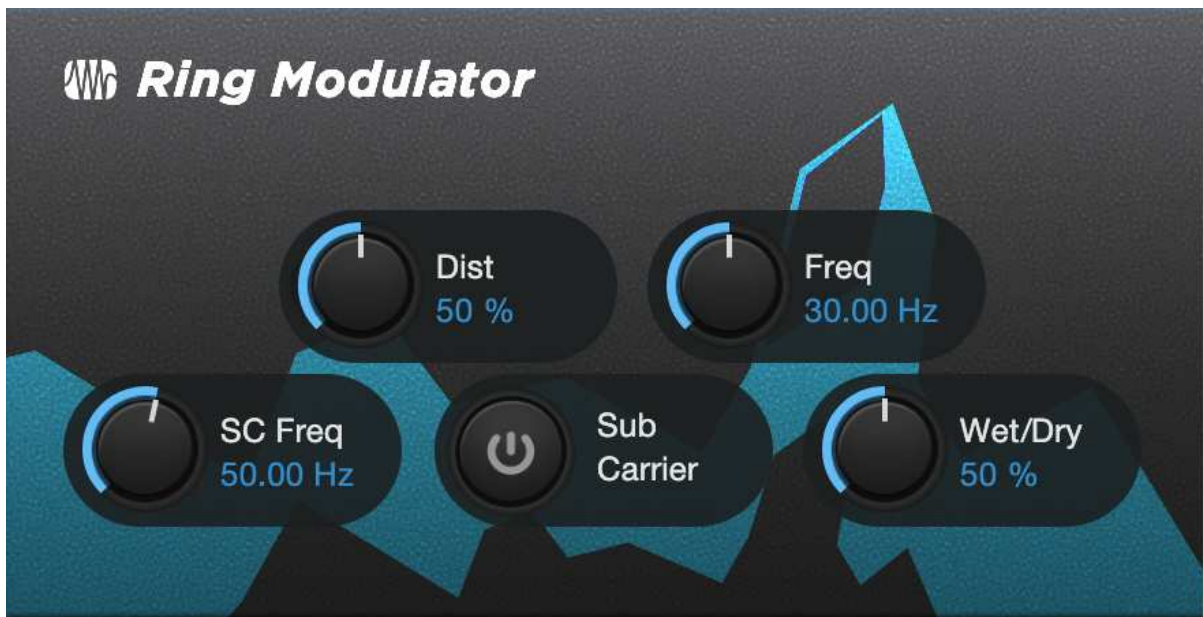 Ring Modulator
Dist
50 %
Freq
30.00 Hz
SC Freq
50.00 Hz
Sub
Carrier
Wet/Dry
50 %